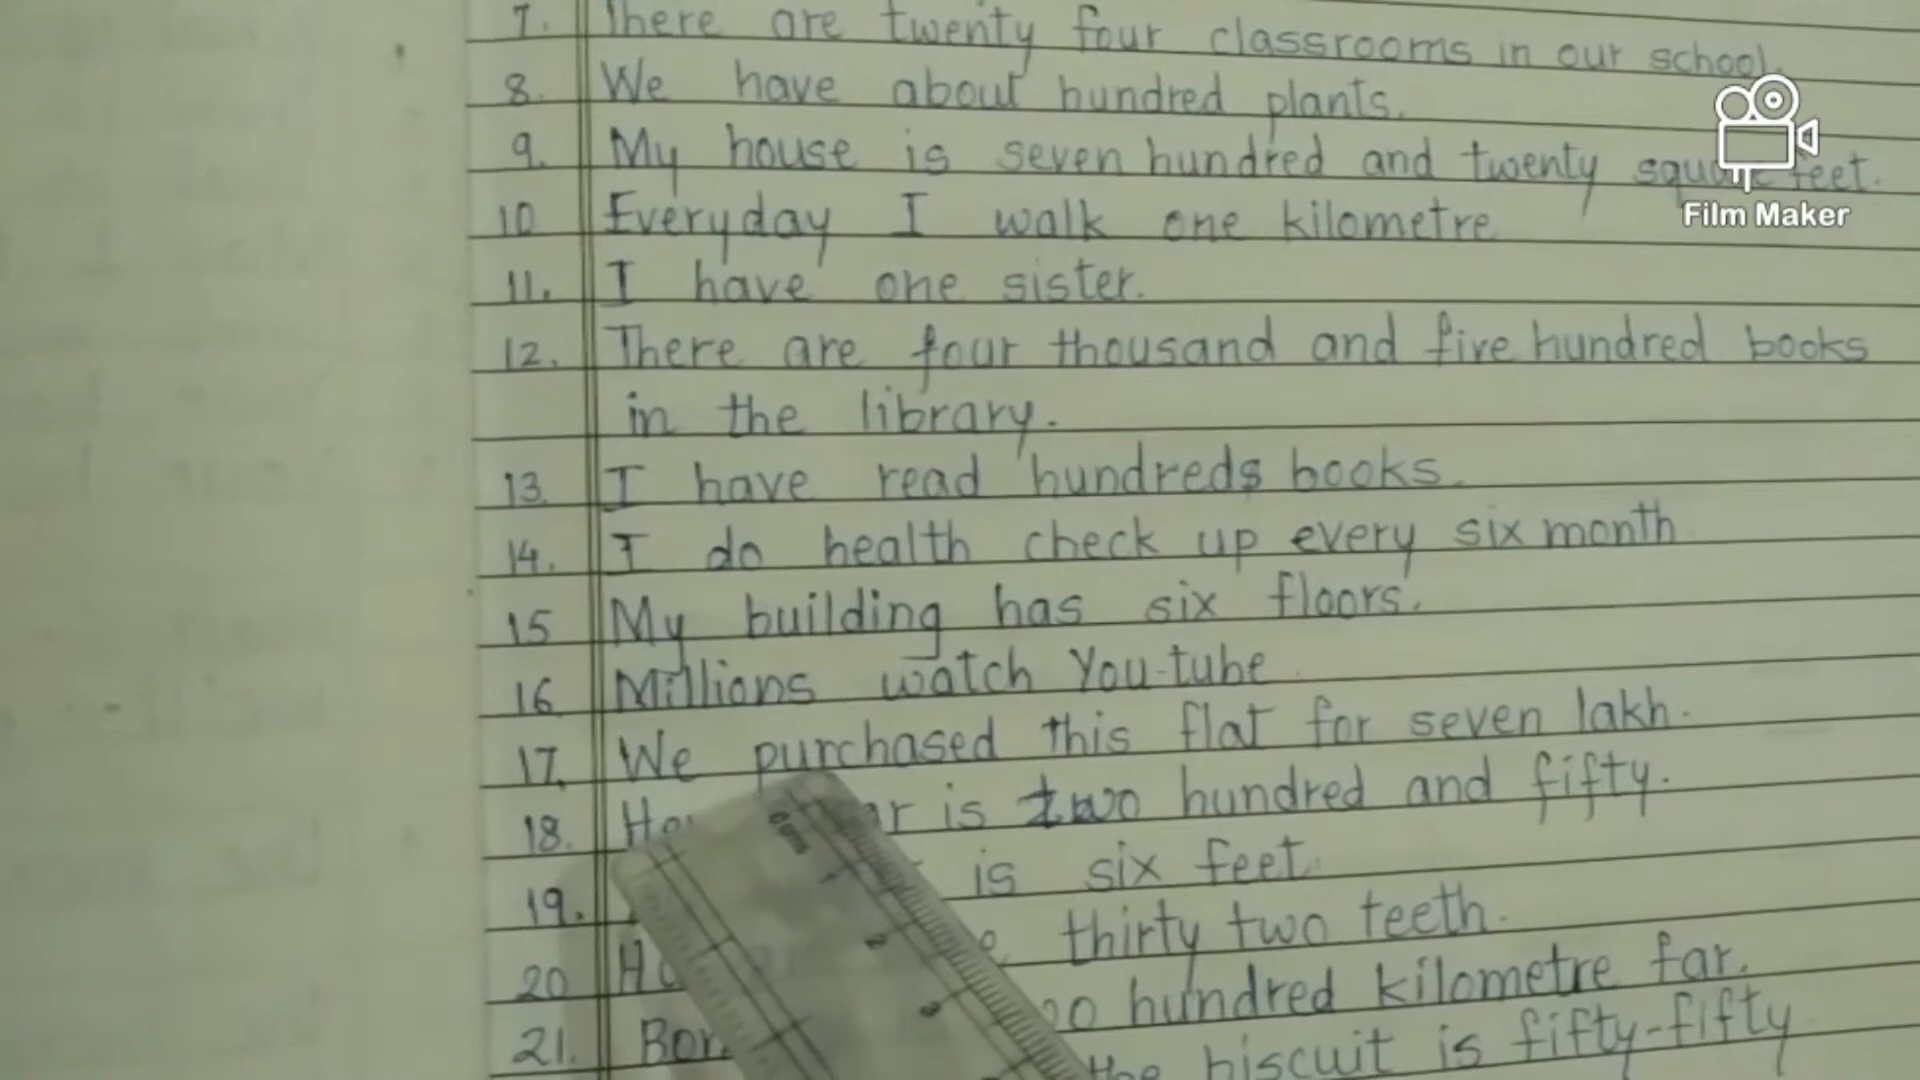 7. There are twenty four classrooms in our school.
8. We have about hundred plants.
9. My house is seven hundred and twenty square feet.
10 Everyday I walk one kilometre
Film Maker
11. I have one sister.
12. There are four thousand and five hundred books
in the library.
13. I have read hundreds books.
14. I do health check up every six month
15 My building has six floors.
16 Millions watch You-tube
17. We purchased this flat for seven lakh.
18. is two hundred and fifty.
19. is six feet
20 thirty two teeth.
21. hundred kilometre far.
the biscuit is fifty-fifty